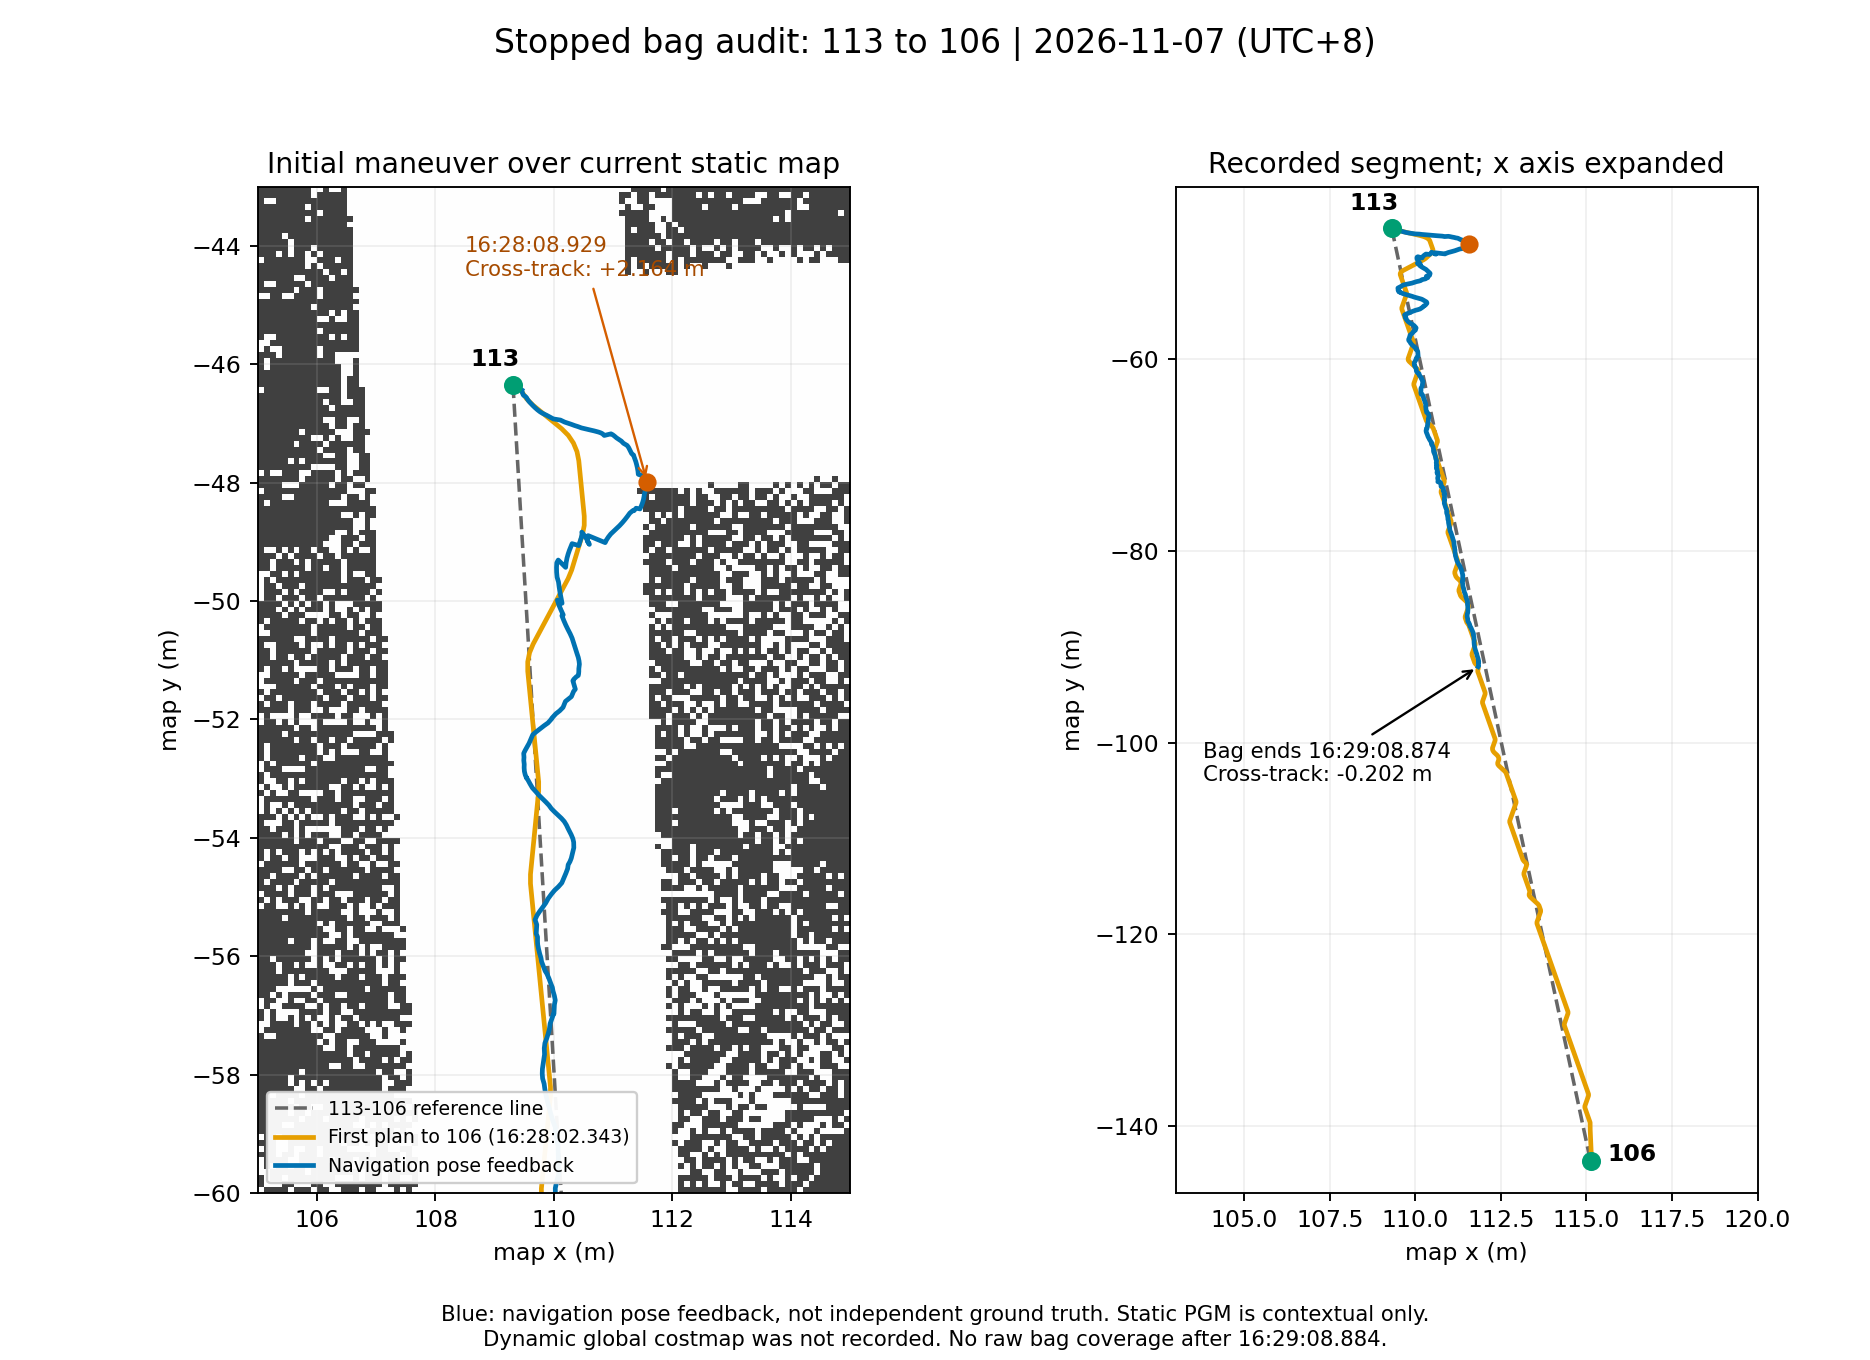 Stopped bag audit: 113 to 106 | 2026-11-07 (UTC+8)
Initial maneuver over current static map
16:28:08.929
Cross-track: +2.164 m
113
−44
−46
−48
−50
−52
−54
−56
−58
−60
map y (m)
113-106 reference line
First plan to 106 (16:28:02.343)
Navigation pose feedback
106
108
110
112
114
map x (m)
Recorded segment; x axis expanded
113
−60
−80
−100
−120
−140
map y (m)
Bag ends 16:29:08.874
Cross-track: -0.202 m
106
105.0
107.5
110.0
112.5
115.0
117.5
120.0
map x (m)
Blue: navigation pose feedback, not independent ground truth. Static PGM is contextual only.
Dynamic global costmap was not recorded. No raw bag coverage after 16:29:08.884.